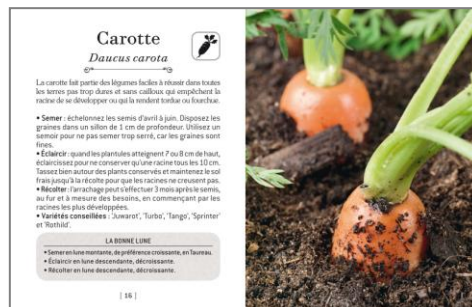 Carotte
Daucus carota
La carotte fait partie des légumes faciles à réussir dans toutes
les terres pas trop dures et sans cailloux qui empêchent la
racine de se développer ou qui la rendent tordue ou fourchue.
• Semer : échelonnez les semis d'avril à juin. Disposez les
graines dans un sillon de 1 cm de profondeur. Utilisez un
semoir pour ne pas semer trop serré, car les graines sont
fines.
• Éclaircir : quand les plantules atteignent 7 ou 8 cm de haut,
éclaircissez pour ne conserver qu'une racine tous les 10 cm.
Tassez bien autour des plants conservés et maintenez le sol
frais jusqu'à la récolte pour que les racines ne creusent pas.
• Récolter : l'arrachage peut s'effectuer 3 mois après le semis,
au fur et à mesure des besoins, en commençant par les
racines les plus développées.
• Variétés conseillées : 'Juwarot', 'Turbo', 'Tango', 'Sprinter'
et 'Rothild'.
LA BONNE LUNE
• Semer en lune montante, de préférence croissante, en Taureau.
• Éclaircir en lune descendante, décroissante.
• Récolter en lune descendante, décroissante.
| 16 |